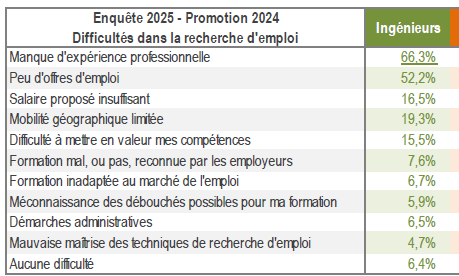 Enquête 2025 - Promotion 2024
Difficultés dans la recherche d'emploi
Ingénieurs
Manque d'expérience professionnelle 66,3%
Peu d'offres d'emploi 52,2%
Salaire proposé insuffisant 16,5%
Mobilité géographique limitée 19,3%
Difficulté à mettre en valeur mes compétences 15,5%
Formation mal, ou pas, reconnue par les employeurs 7,6%
Formation inadaptée au marché de l'emploi 6,7%
Méconnaissance des débouchés possibles pour ma formation 5,9%
Démarches administratives 6,5%
Mauvaise maîtrise des techniques de recherche d'emploi 4,7%
Aucune difficulté 6,4%